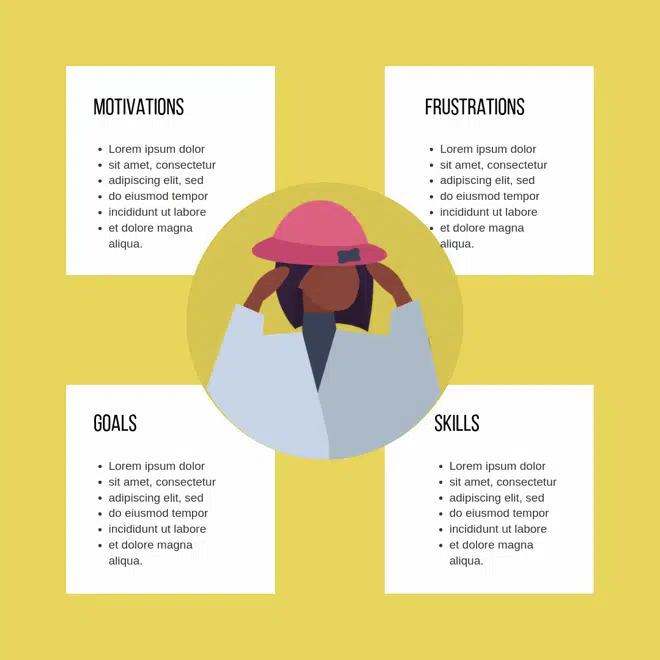 MOTIVATIONS
Lorem ipsum dolor
sit amet, consectetur
adipiscing elit, sed
do eiusmod tempor
incididunt ut labore
et dolore magna
aliqua.
FRUSTRATIONS
Lorem ipsum dolor
sit amet, consectetur
adipiscing elit, sed
do eiusmod tempor
incididunt ut labore
et dolore magna
aliqua.
GOALS
Lorem ipsum dolor
sit amet, consectetur
adipiscing elit, sed
do eiusmod tempor
incididunt ut labore
et dolore magna
aliqua.
SKILLS
Lorem ipsum dolor
sit amet, consectetur
adipiscing elit, sed
do eiusmod tempor
incididunt ut labore
et dolore magna
aliqua.